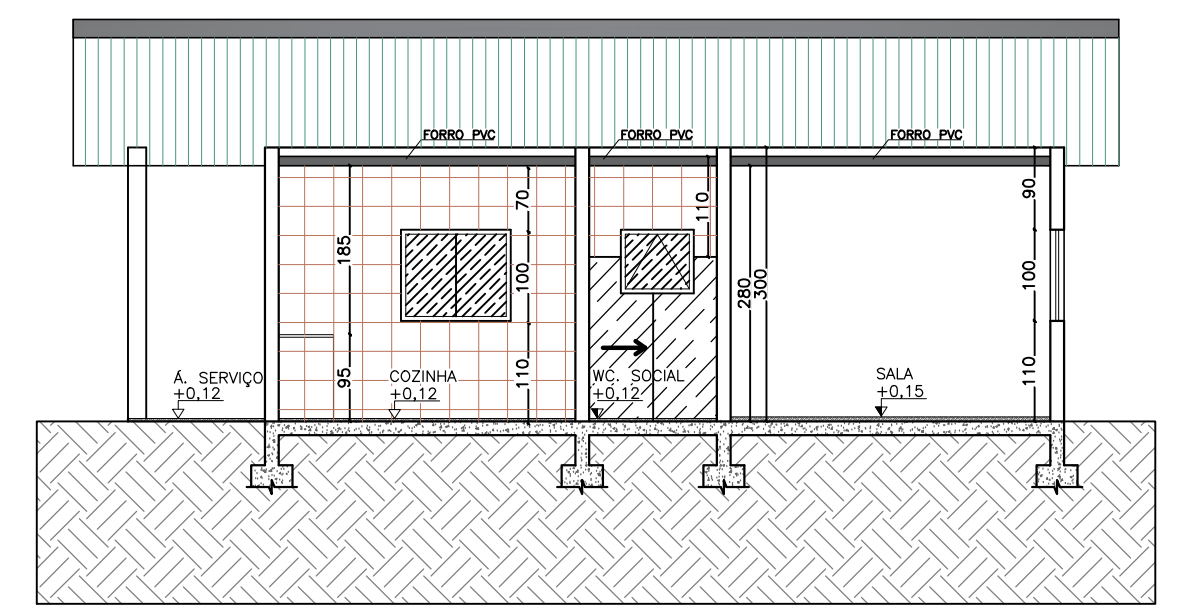 FORRO PVC
FORRO PVC
FORRO PVC
70
90
110
185
100
280
300
100
95
110
110
Á. SERVIÇO
+0,12
COZINHA
+0,12
WC. SOCIAL
+0,12
SALA
+0,15